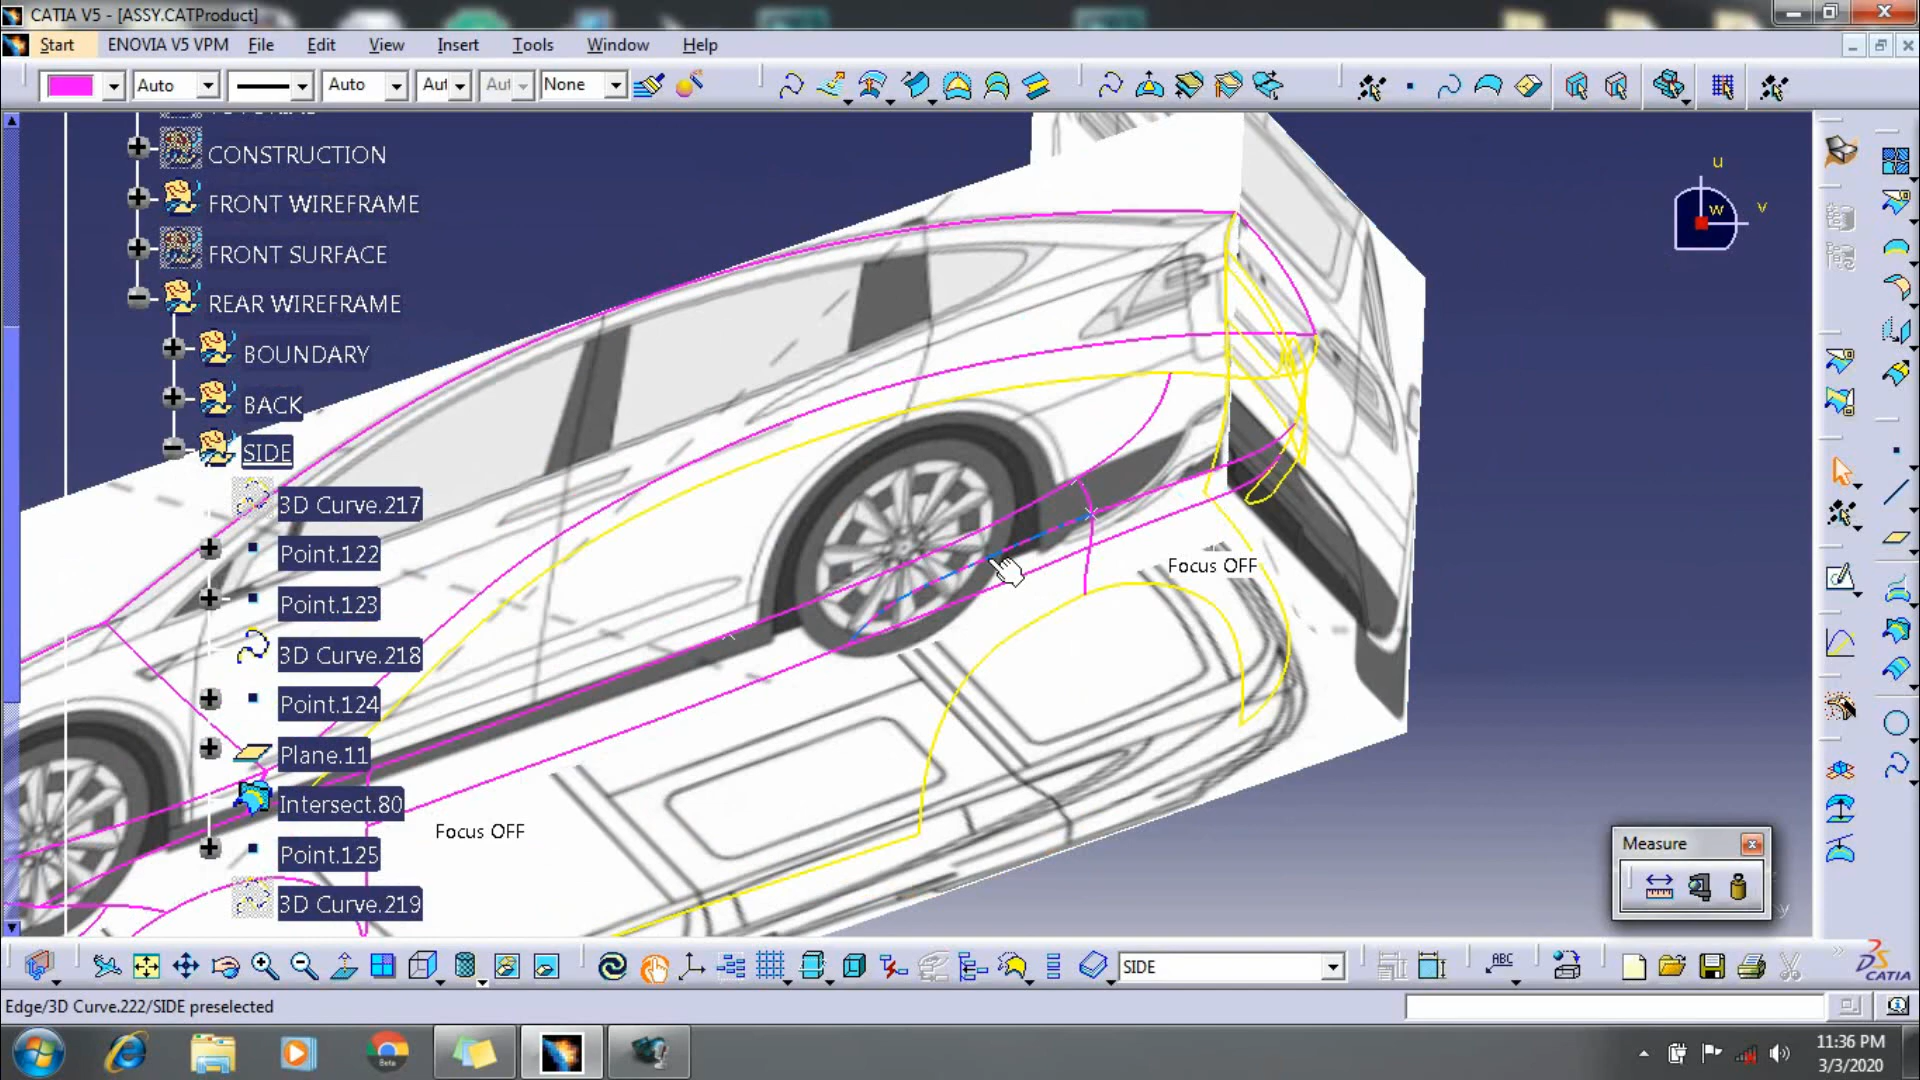 CATIA V5 - [ASSY.CATProduct]
Start
ENOVIA V5 VPM
File
Edit
View
Insert
Tools
Window
Help
Auto
Auto
Aut
Aut
None
CONSTRUCTION
FRONT WIREFRAME
FRONT SURFACE
REAR WIREFRAME
BOUNDARY
BACK
SIDE
3D Curve.217
Point.122
Point.123
3D Curve.218
Point.124
Plane.11
Intersect.80
Point.125
3D Curve.219
u
v
w
Focus OFF
Focus OFF
Measure
y
SIDE
ABC
CATIA
Edge/3D Curve.222/SIDE preselected
Beta
11:36 PM
3/3/2020